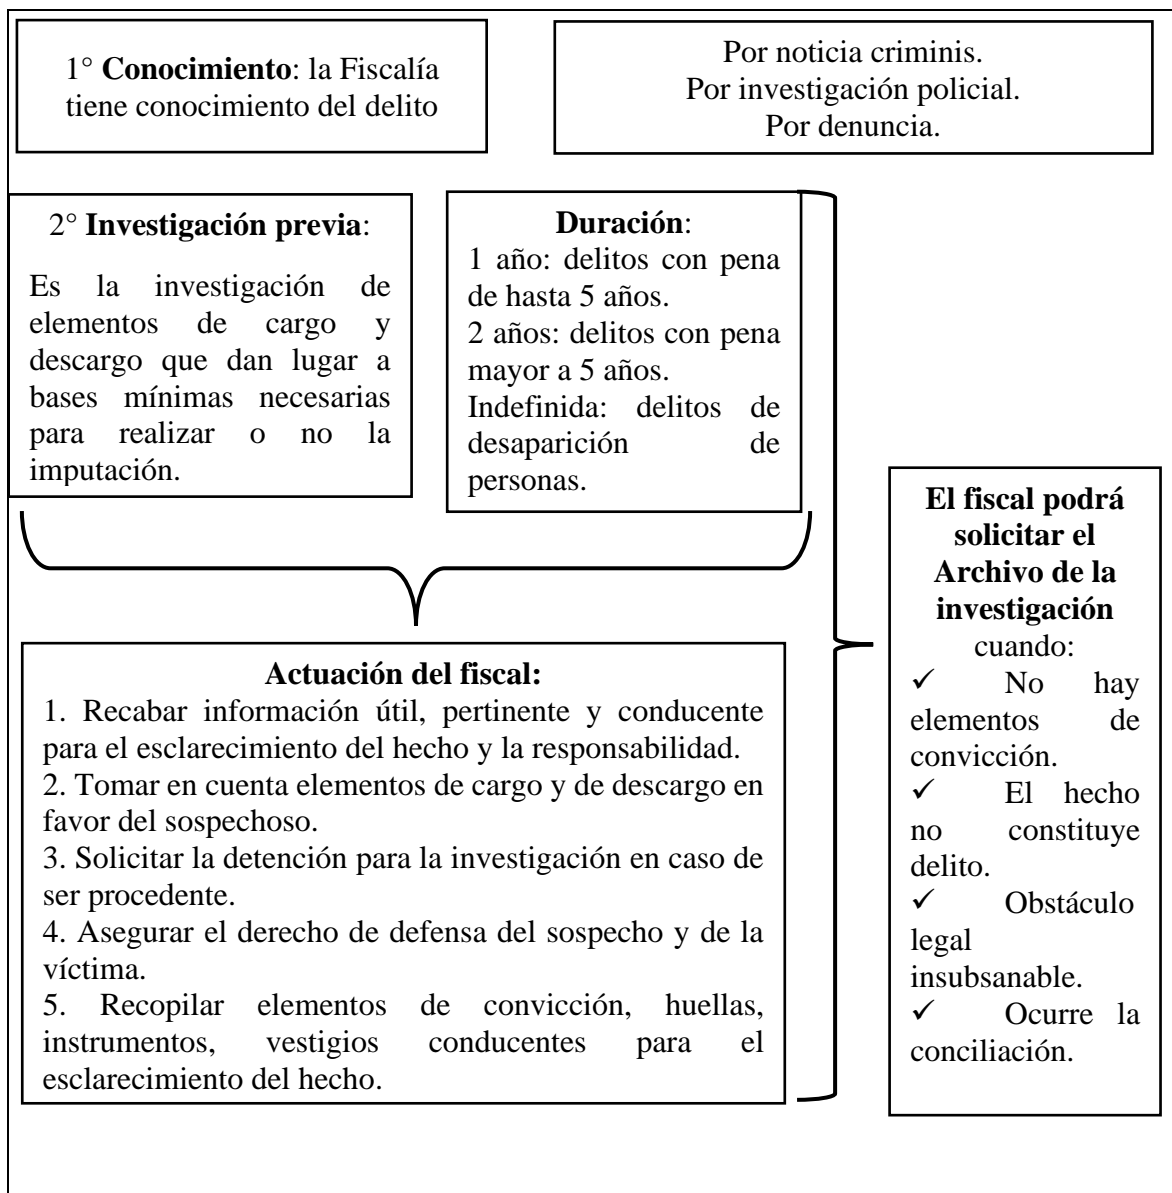 1° Conocimiento: la Fiscalía
tiene conocimiento del delito
Por noticia criminis.
Por investigación policial.
Por denuncia.
2° Investigación previa:
Es la investigación de
elementos de cargo y
descargo que dan lugar a
bases mínimas necesarias
para realizar o no la
imputación.
Duración:
1 año: delitos con pena
de hasta 5 años.
2 años: delitos con pena
mayor a 5 años.
Indefinida: delitos de
desaparición de
personas.
Actuación del fiscal:
1. Recabar información útil, pertinente y conducente
para el esclarecimiento del hecho y la responsabilidad.
2. Tomar en cuenta elementos de cargo y de descargo en
favor del sospechoso.
3. Solicitar la detención para la investigación en caso de
ser procedente.
4. Asegurar el derecho de defensa del sospecho y de la
víctima.
5. Recopilar elementos de convicción, huellas,
instrumentos, vestigios conducentes para el
esclarecimiento del hecho.
El fiscal podrá
solicitar el
Archivo de la
investigación
cuando:
✓ No hay
elementos de
convicción.
✓ El hecho
no constituye
delito.
✓ Obstáculo
legal
insubsanable.
✓ Ocurre la
conciliación.